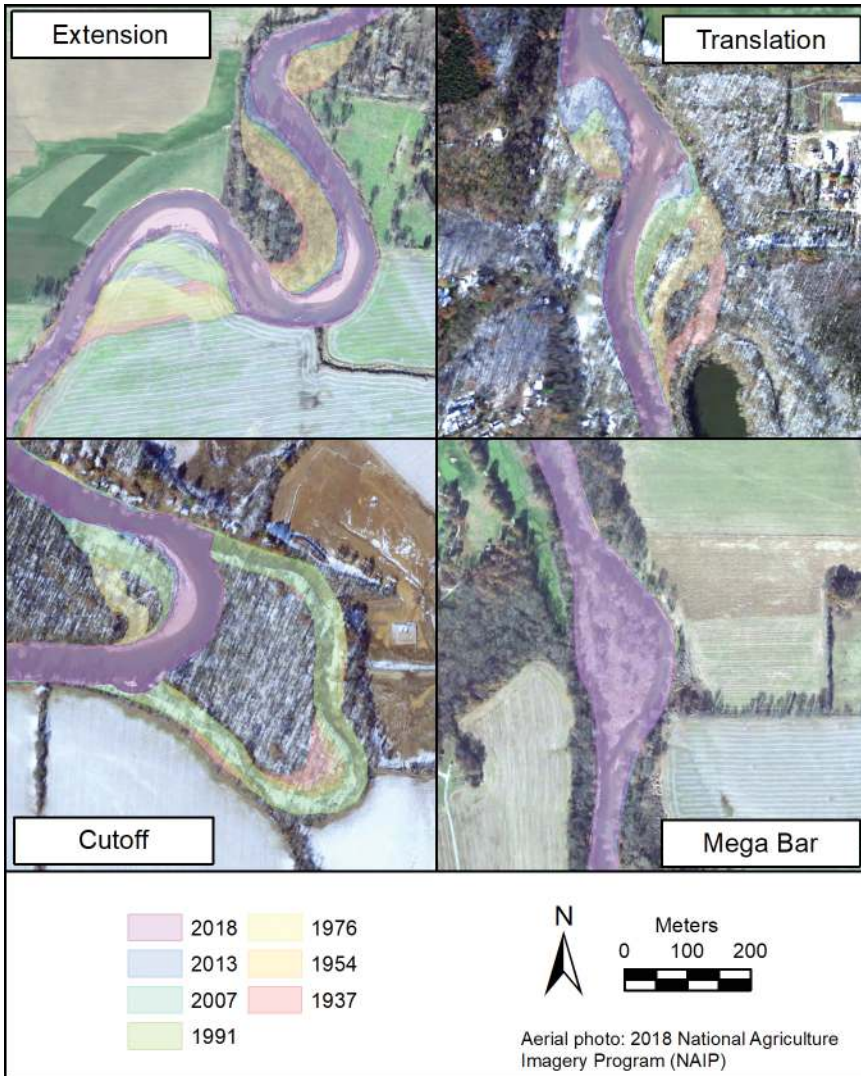 Extension
Translation
Cutoff
Mega Bar
2018
2013
2007
1991
1976
1954
1937
N
Meters
0 100 200
Aerial photo: 2018 National Agriculture
Imagery Program (NAIP)